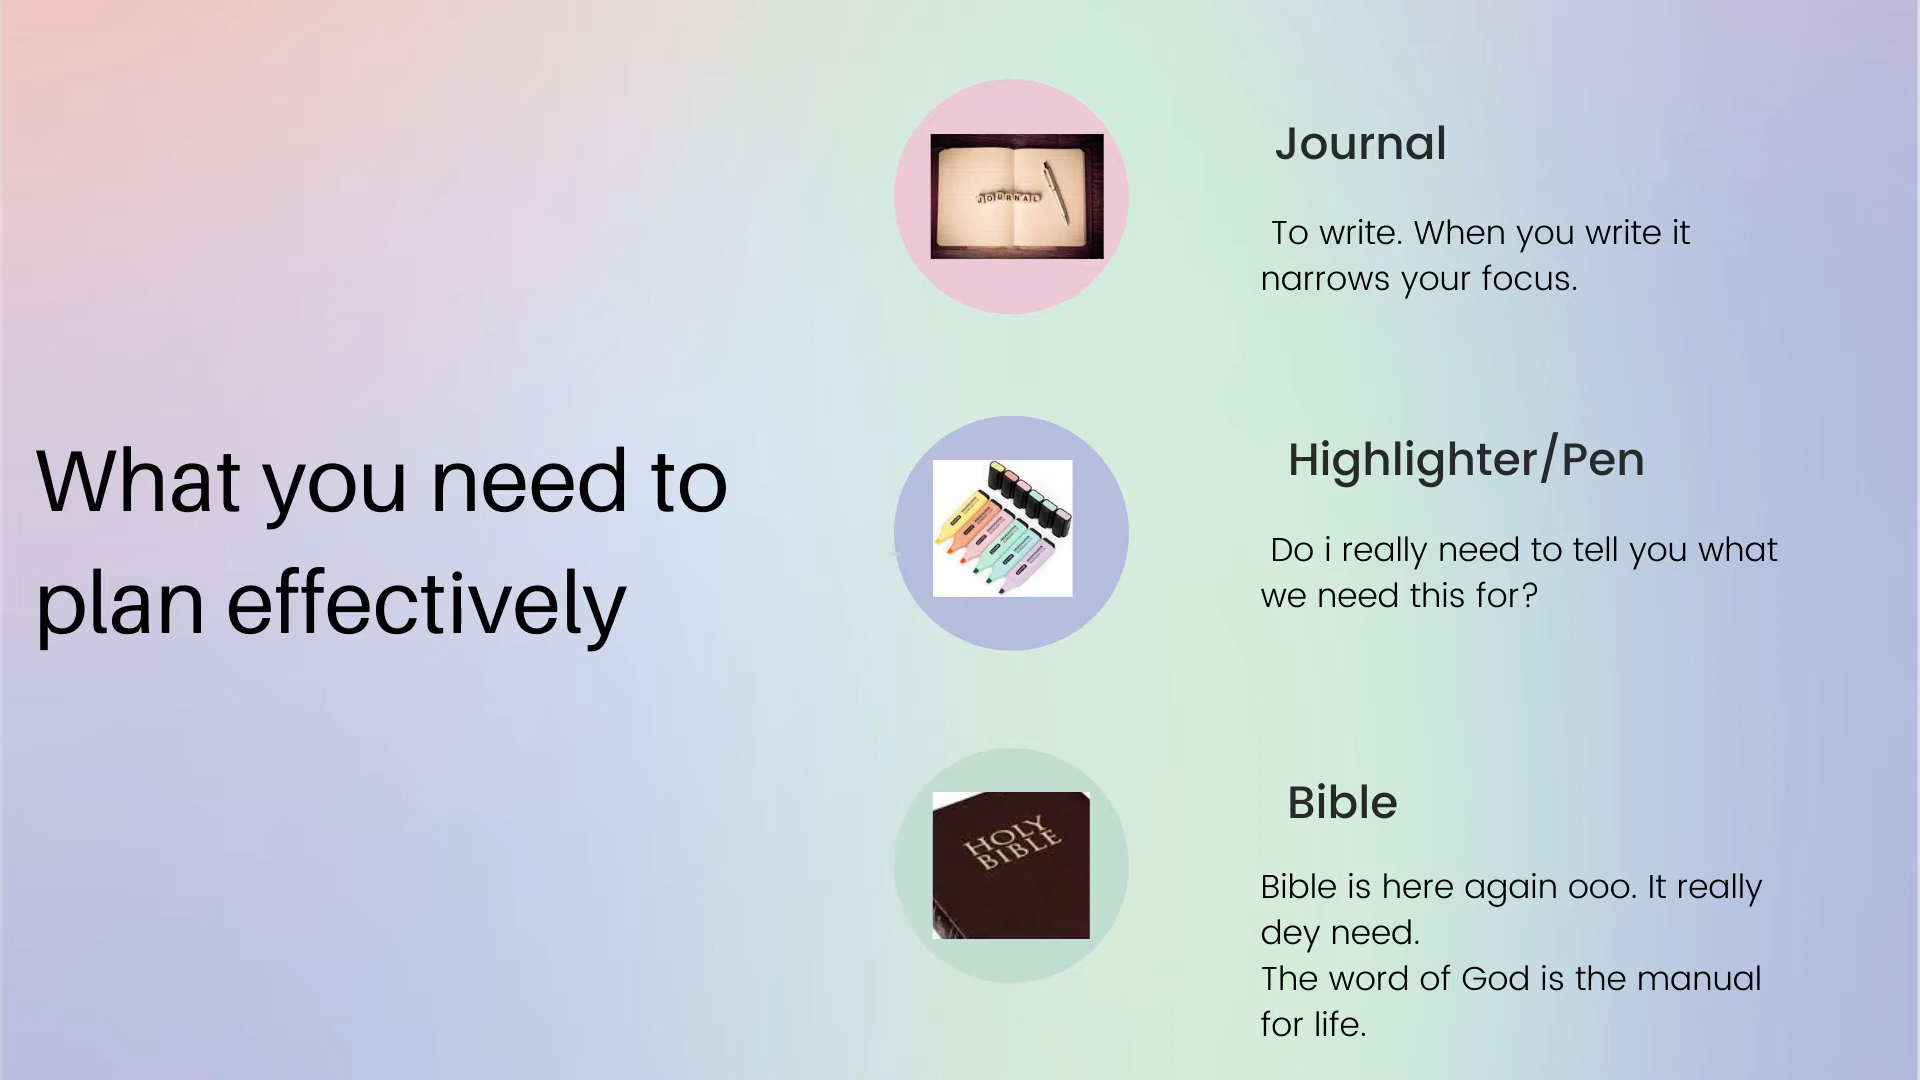 What you need to
plan effectively
JOURNAL
Journal
To write. When you write it
narrows your focus.
Highlighter/Pen
Do i really need to tell you what
we need this for?
HOLY
BIBLE
Bible
Bible is here again ooo. It really
dey need.
The word of God is the manual
for life.